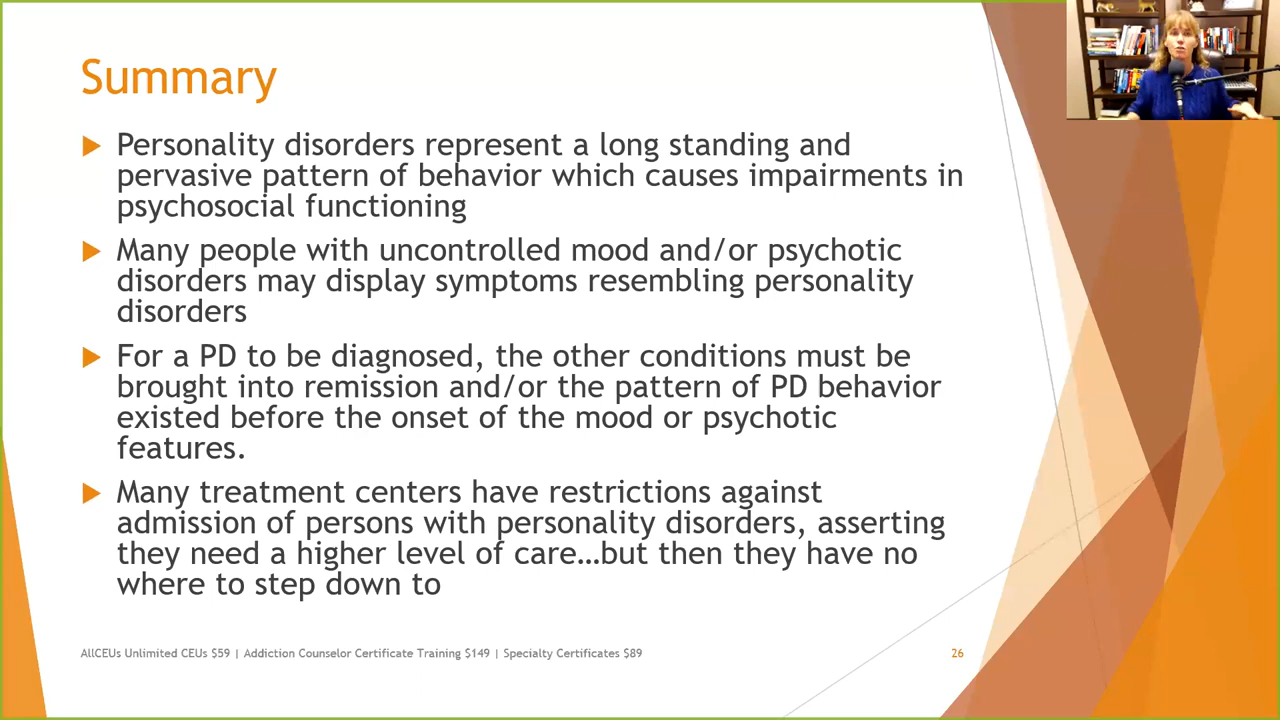 Summary
Personality disorders represent a long standing and
pervasive pattern of behavior which causes impairments in
psychosocial functioning
Many people with uncontrolled mood and/or psychotic
disorders may display symptoms resembling personality
disorders
For a PD to be diagnosed, the other conditions must be
brought into remission and/or the pattern of PD behavior
existed before the onset of the mood or psychotic
features.
Many treatment centers have restrictions against
admission of persons with personality disorders, asserting
they need a higher level of care…but then they have no
where to step down to
AllCEUs Unlimited CEUs $59 | Addiction Counselor Certificate Training $149 | Specialty Certificates $89
26